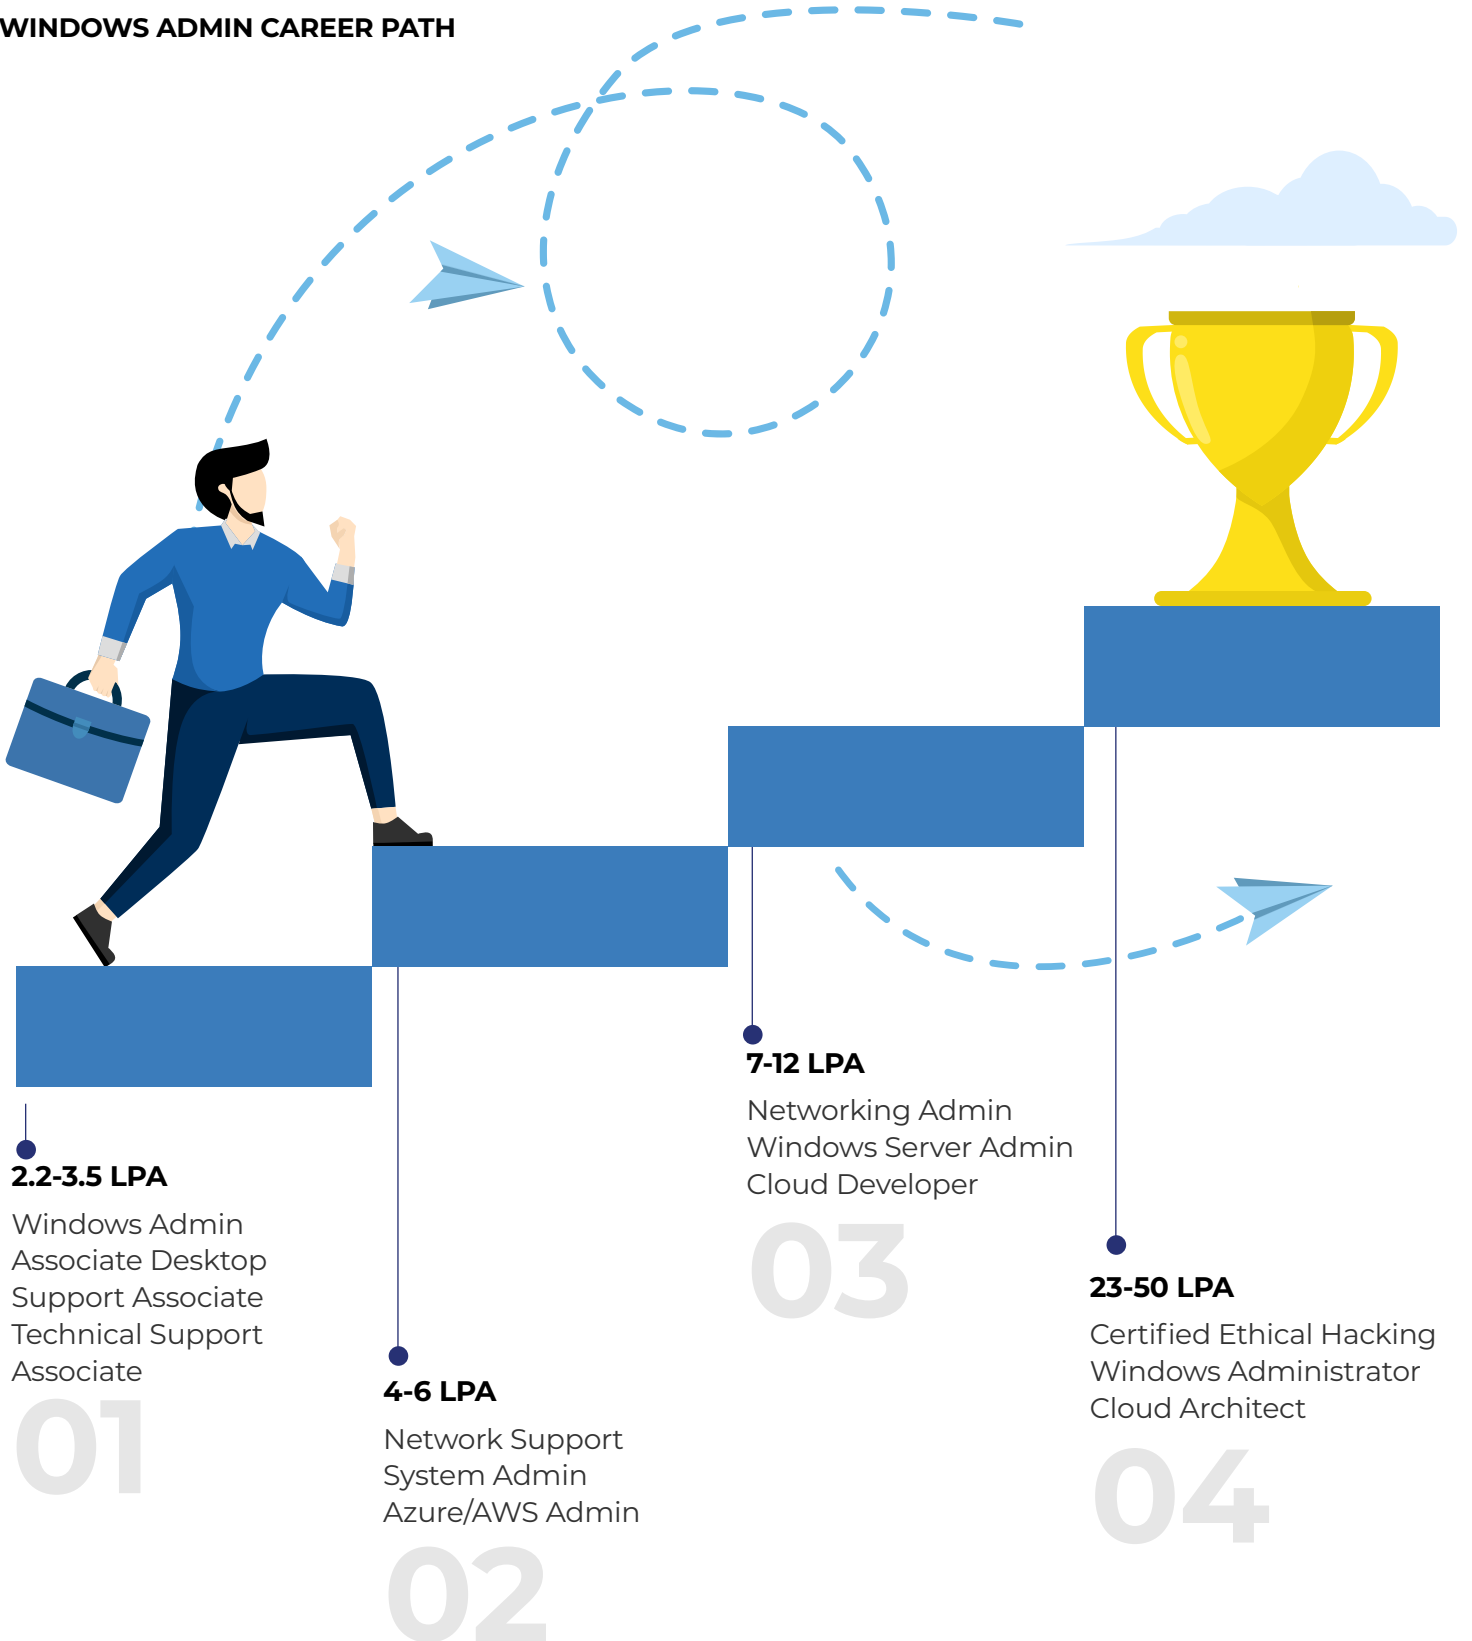 WINDOWS ADMIN CAREER PATH
2.2-3.5 LPA
Windows Admin
Associate Desktop
Support Associate
Technical Support
Associate
01
4-6 LPA
Network Support
System Admin
Azure/AWS Admin
02
7-12 LPA
Networking Admin
Windows Server Admin
Cloud Developer
03
23-50 LPA
Certified Ethical Hacking
Windows Administrator
Cloud Architect
04